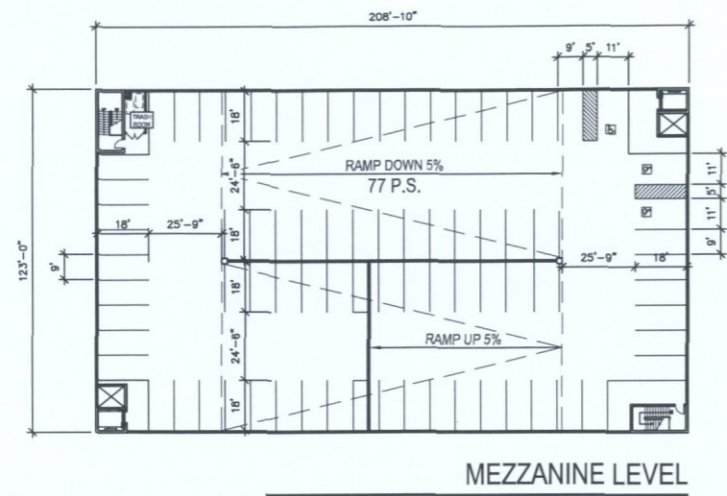 208'-10"
9' 5' 11'
TRASH
ROOM
18'
RAMP DOWN 5%
77 P.S.
24'-6"
11'
5'
11'
9'
18' 25'-9"
9'
18'
123'-0"
25'-9" 18'
18'
24'-6"
RAMP UP 5%
18'
MEZZANINE LEVEL